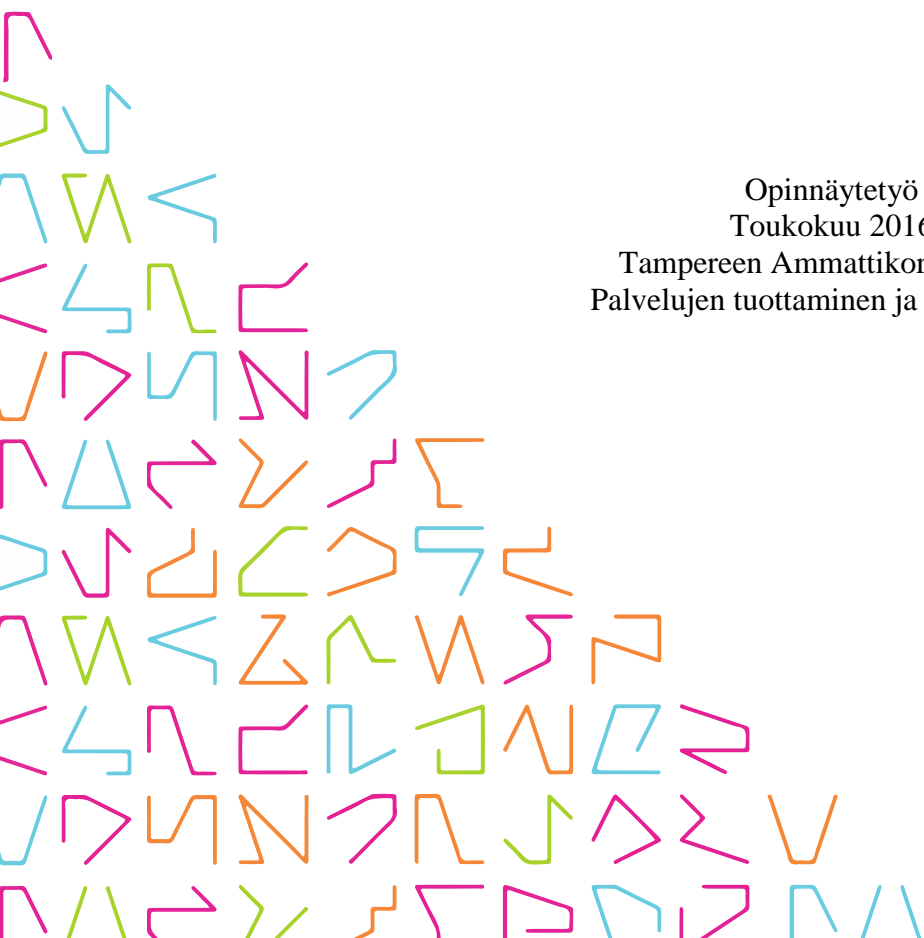 Opinnäytetyö
Toukokuu 2016
Tampereen Ammattikor
Palvelujen tuottaminen ja